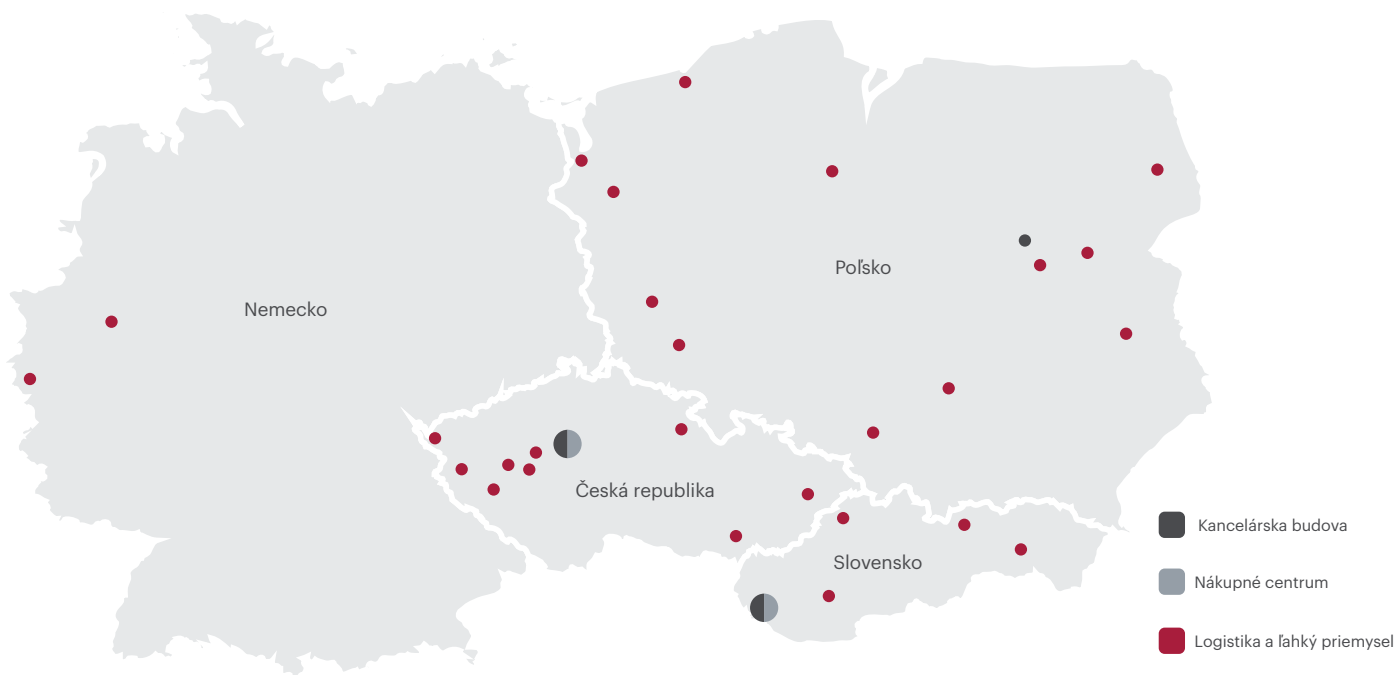 Poľsko
Nemecko
Česká republika
Slovensko
Kancelárska budova
Nákupné centrum
Logistika a ľahký priemysel